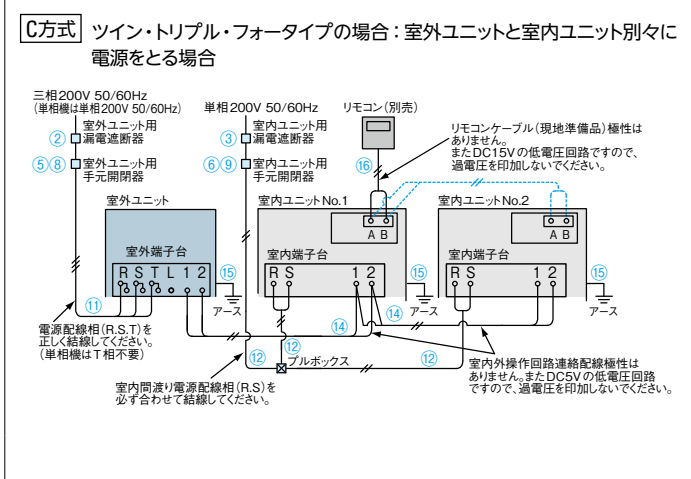 C方式 ツイン・トリプル・フォータイプの場合：室外ユニットと室内ユニット別々に
電源をとる場合
三相200V 50/60Hz
（単相機は単相200V 50/60Hz）
② 室外ユニット用
漏電遮断器
⑤⑧ 室外ユニット用
手元開閉器
単相200V 50/60Hz
③ 室内ユニット用
漏電遮断器
⑥⑨ 室内ユニット用
手元開閉器
リモコン（別売）
⑯
リモコンケーブル（現地準備品）極性は
ありません。
またDC15Vの低電圧回路ですので、
過電圧を印加しないでください。
室外ユニット
室外端子台
R S T L 1 2
⑮
アース
室内ユニットNo.1
A B
室内端子台
R S 1 2
⑮
アース
室内ユニットNo.2
A B
室内端子台
R S 1 2
⑮
アース
⑪
電源配線相（R.S.T）を
正しく結線してください。
（単相機はT相不要）
⑭
⑭
⑫
⑫
プルボックス
⑫
室内間渡り電源配線相（R.S）を
必ず合わせて結線してください。
室内外操作回路連絡配線極性は
ありません。またDC5Vの低電圧回路
ですので、過電圧を印加しないでください。